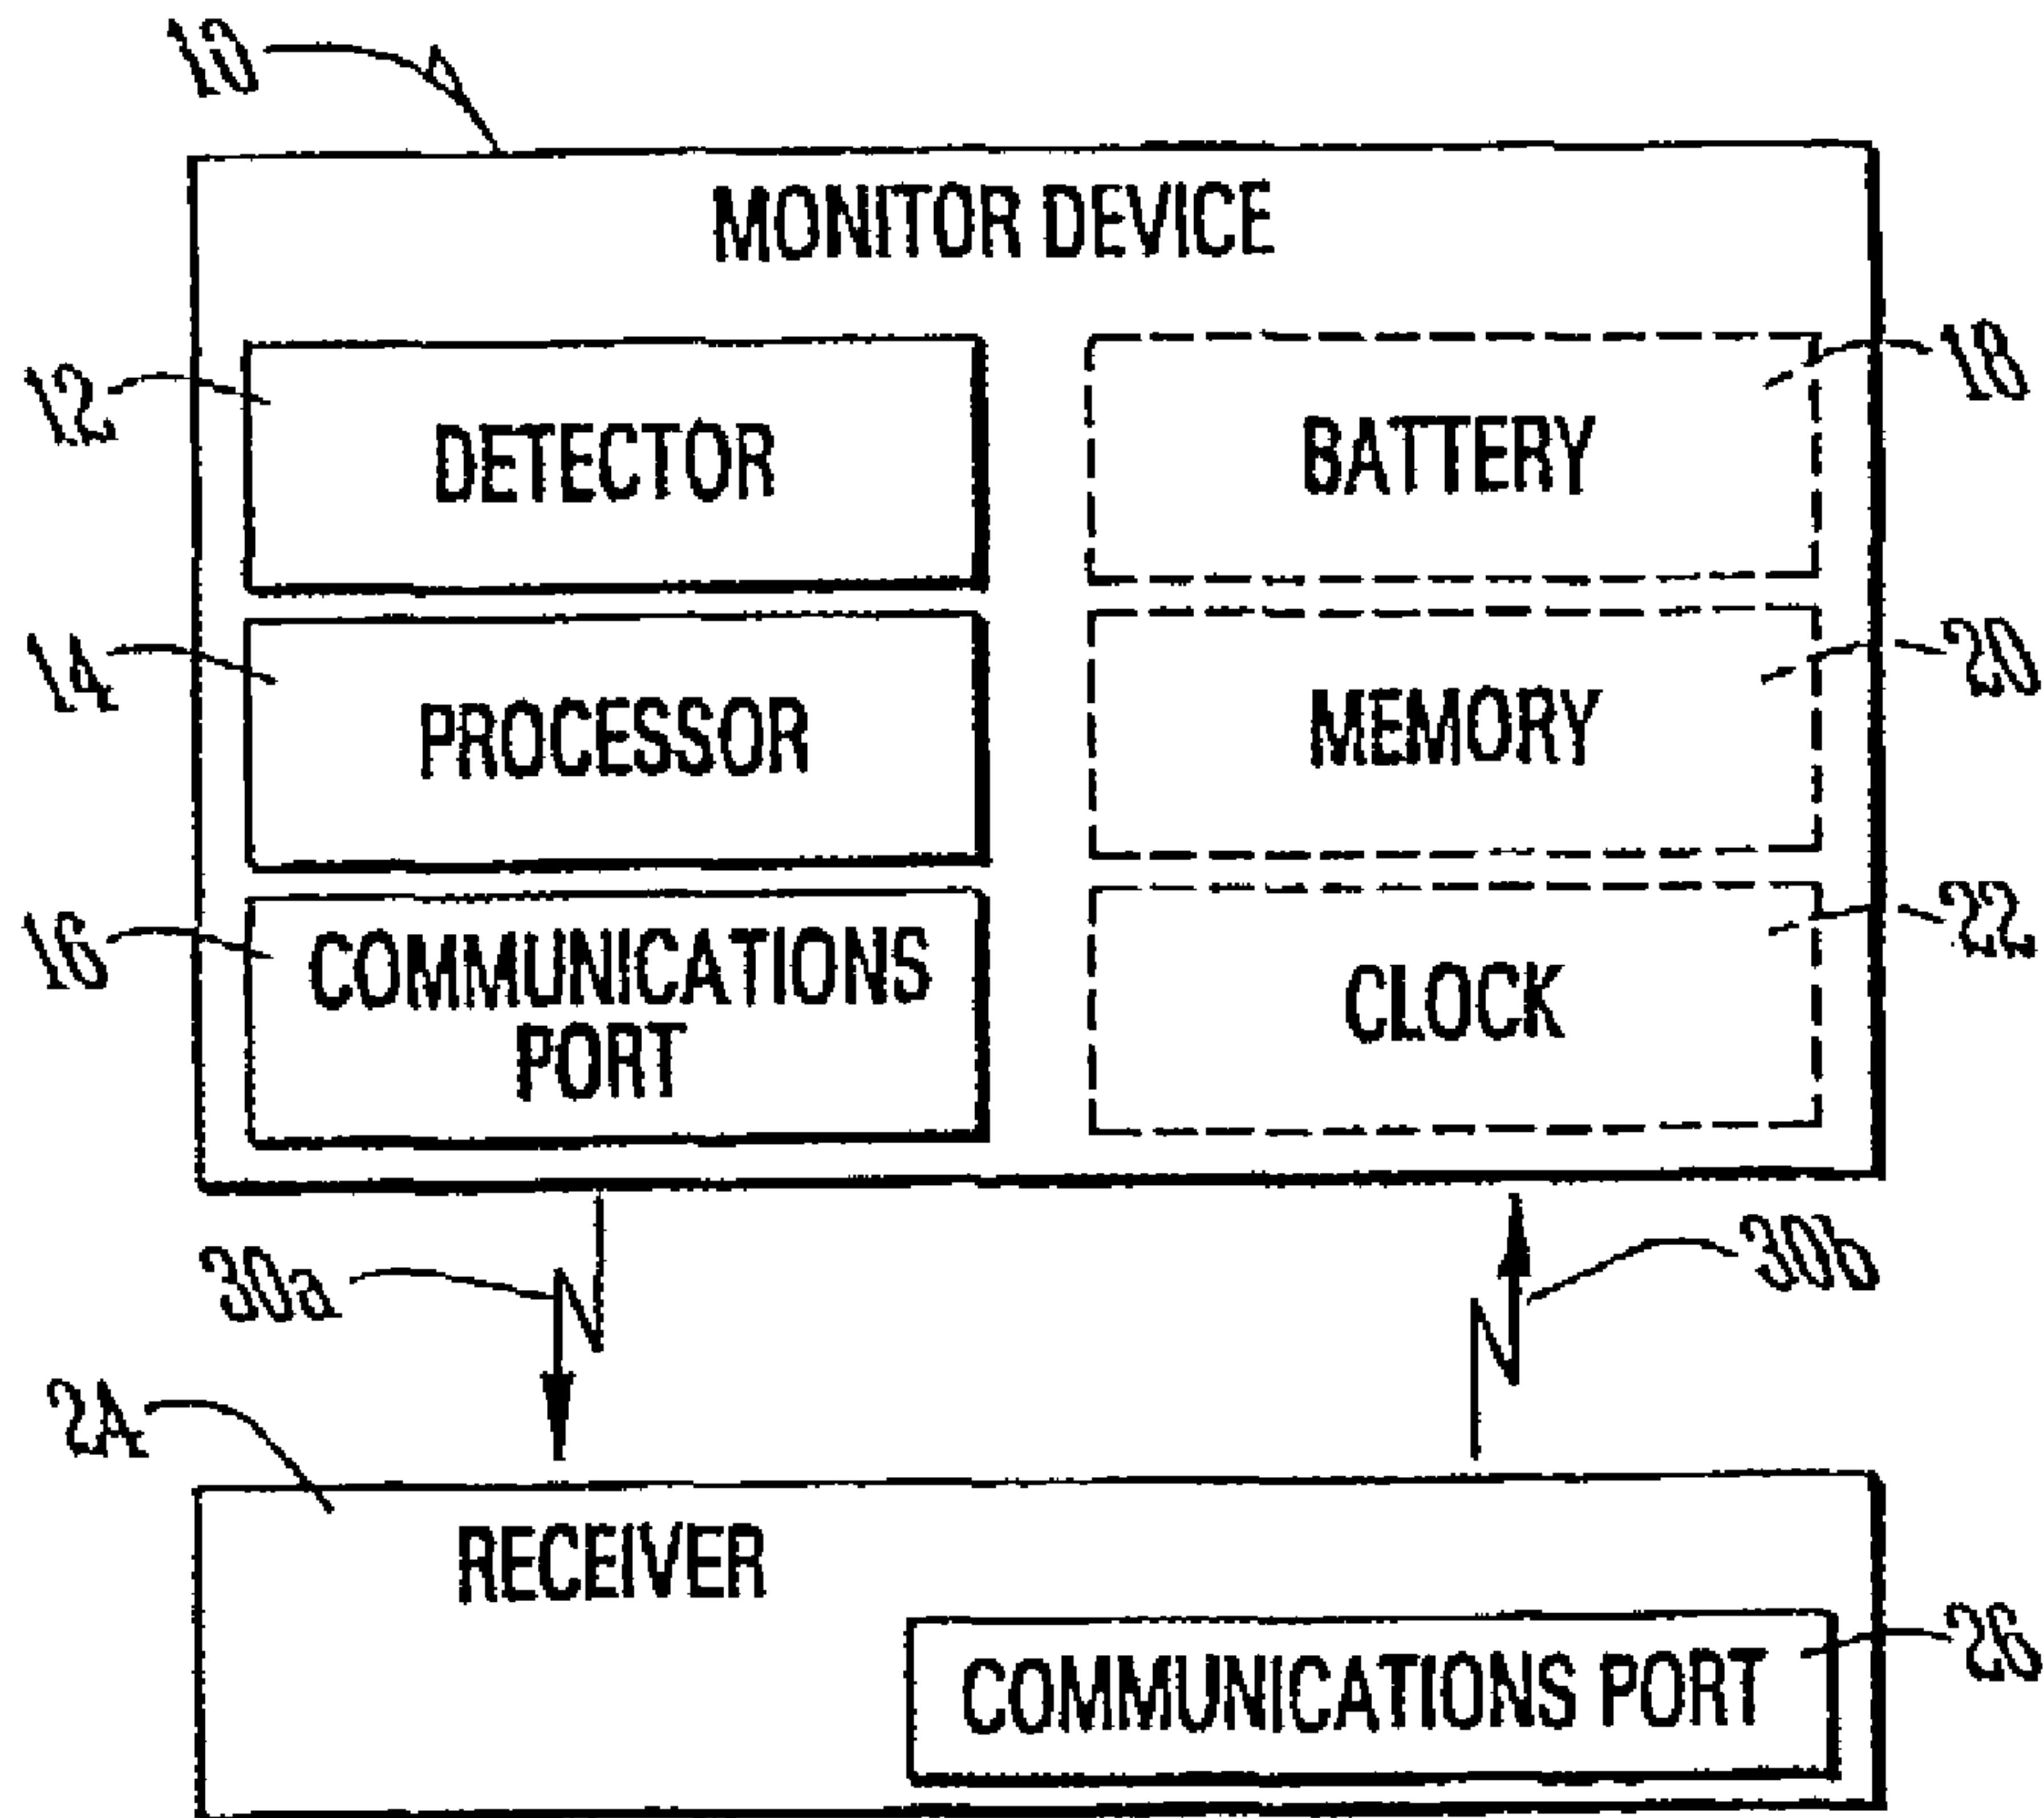 10
MONITOR DEVICE
12
DETECTOR
BATTERY
18
14
PROCESSOR
MEMORY
20
16
COMMUNICATIONS
PORT
CLOCK
22
30a
30b
24
RECEIVER
COMMUNICATIONS PORT
26